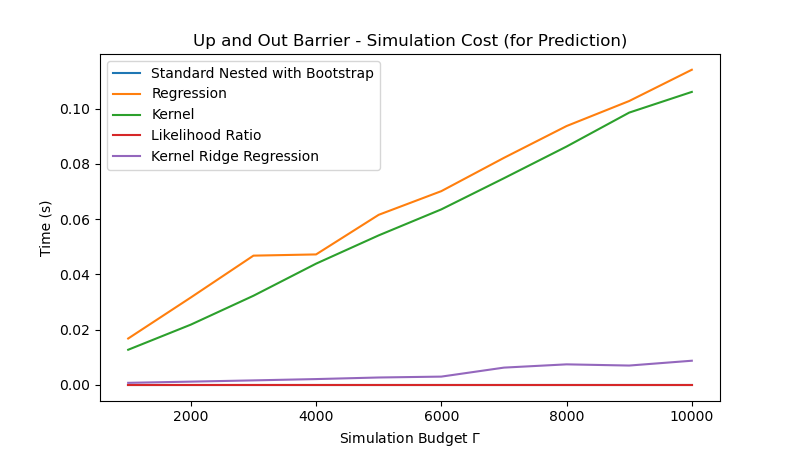 Up and Out Barrier - Simulation Cost (for Prediction)
Standard Nested with Bootstrap
Regression
Kernel
Likelihood Ratio
Kernel Ridge Regression
0.10
0.08
0.06
0.04
0.02
0.00
Time (s)
2000 4000 6000 8000 10000
Simulation Budget Γ